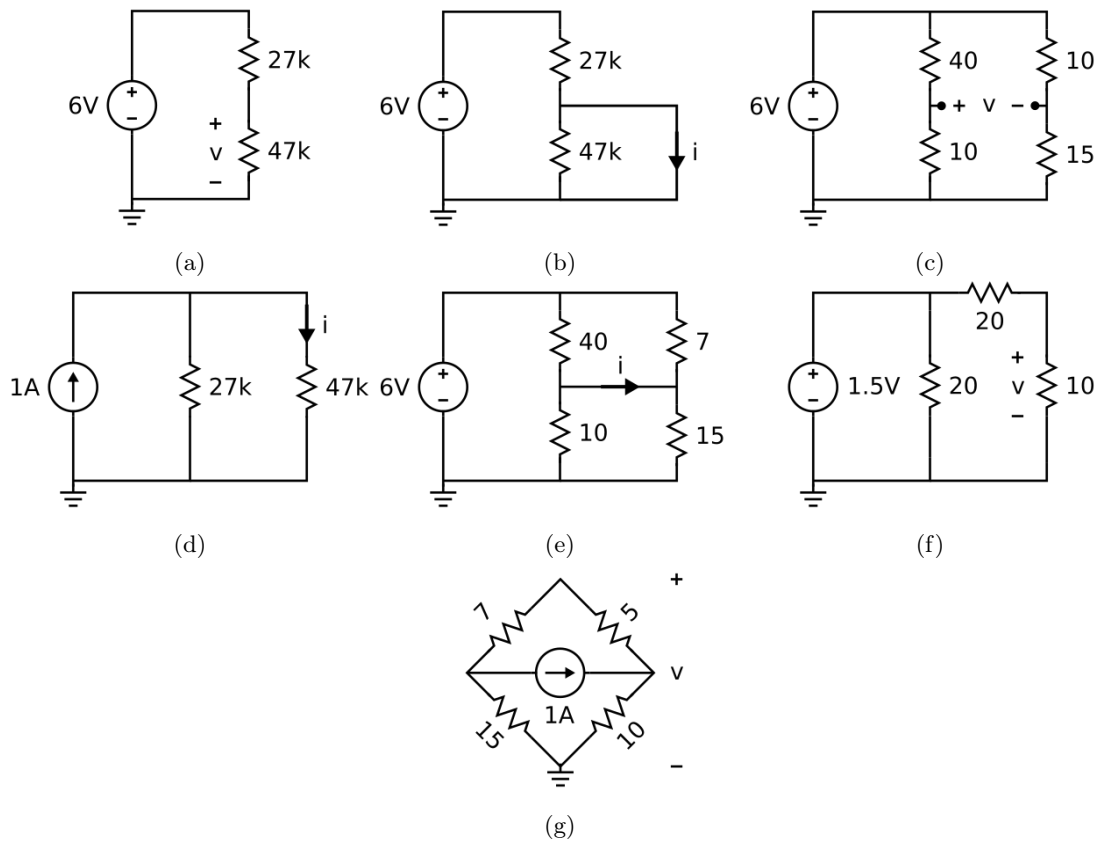 27k 27k 40 10
6V + − + v − 47k 6V + − 47k i 6V + − + v − 10 15
(a) (b) (c)
1A 27k i 47k 6V + − 40 i 7 10 15 + − 1.5V 20 20 + v − 10
(d) (e) (f)
7 5 +
1A v
15 10 −
(g)